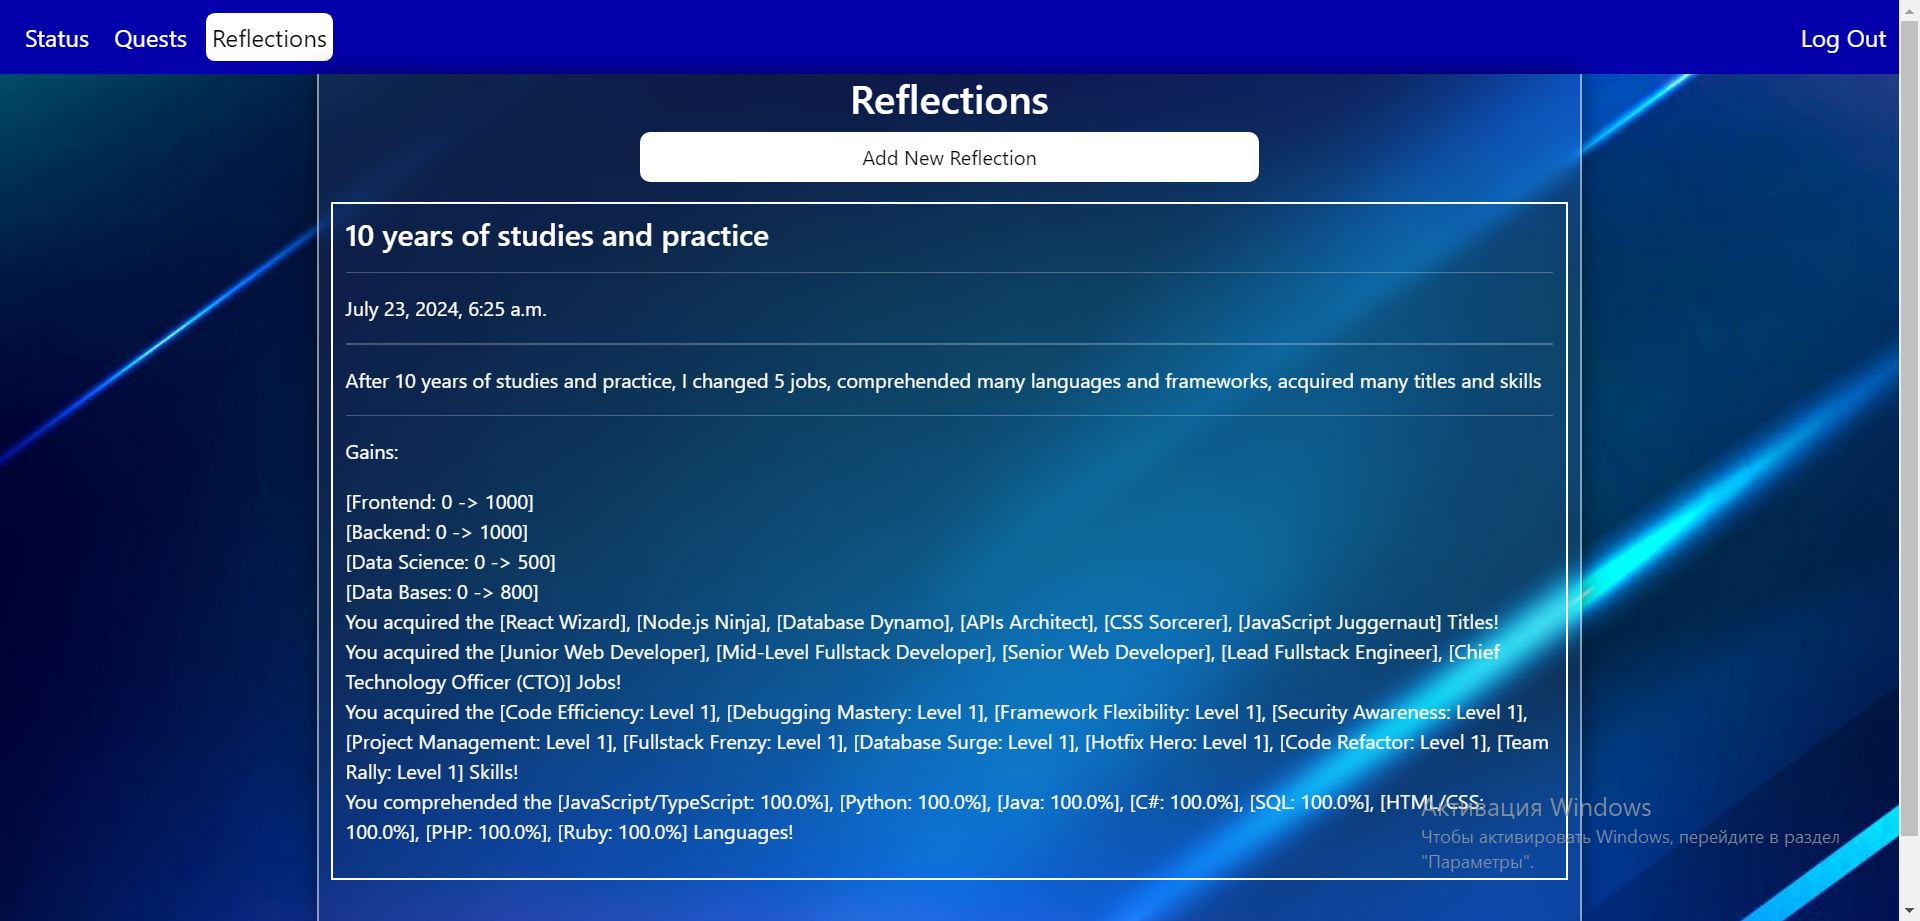 Status Quests Reflections Log Out
Reflections
Add New Reflection
10 years of studies and practice
July 23, 2024, 6:25 a.m.
After 10 years of studies and practice, I changed 5 jobs, comprehended many languages and frameworks, acquired many titles and skills
Gains:
[Frontend: 0 -> 1000]
[Backend: 0 -> 1000]
[Data Science: 0 -> 500]
[Data Bases: 0 -> 800]
You acquired the [React Wizard], [Node.js Ninja], [Database Dynamo], [APIs Architect], [CSS Sorcerer], [JavaScript Juggernaut] Titles!
You acquired the [Junior Web Developer], [Mid-Level Fullstack Developer], [Senior Web Developer], [Lead Fullstack Engineer], [Chief
Technology Officer (CTO)] Jobs!
You acquired the [Code Efficiency: Level 1], [Debugging Mastery: Level 1], [Framework Flexibility: Level 1], [Security Awareness: Level 1],
[Project Management: Level 1], [Fullstack Frenzy: Level 1], [Database Surge: Level 1], [Hotfix Hero: Level 1], [Code Refactor: Level 1], [Team
Rally: Level 1] Skills!
You comprehended the [JavaScript/TypeScript: 100.0%], [Python: 100.0%], [Java: 100.0%], [C#: 100.0%], [SQL: 100.0%], [HTML/CSS:
100.0%], [PHP: 100.0%], [Ruby: 100.0%] Languages!
Активация Windows
Чтобы активировать Windows, перейдите в раздел
"Параметры".